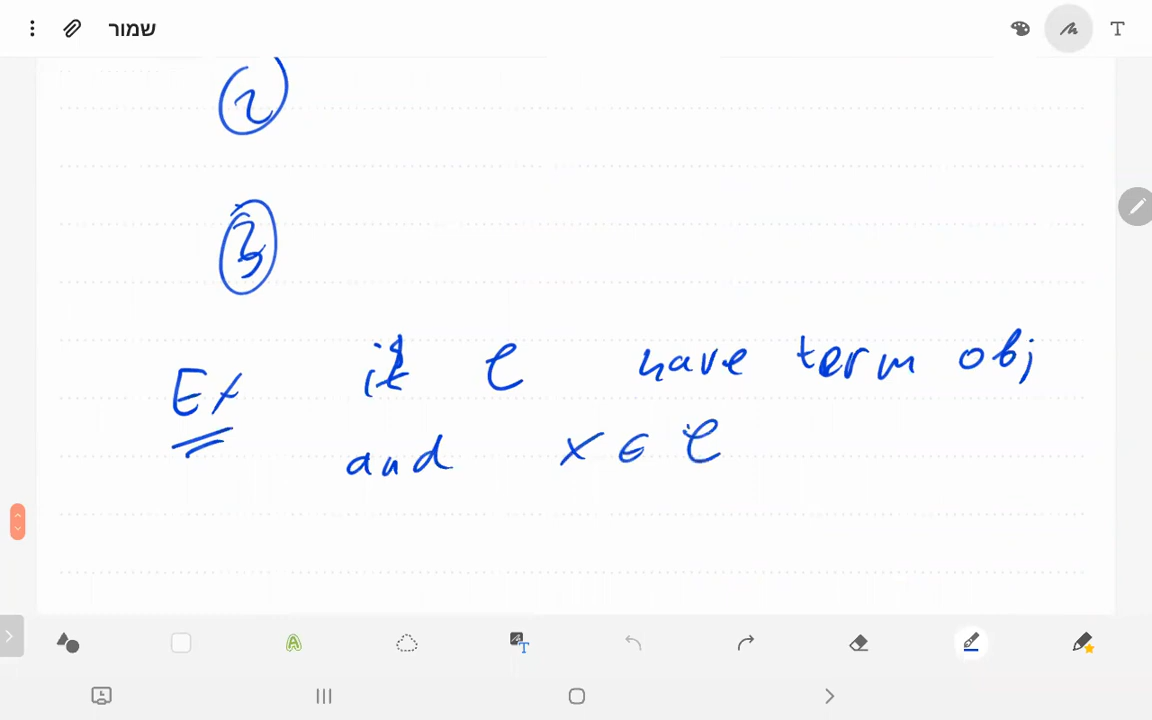 שמור
T
②
③
Ex if C have term obj
and x ∈ C
A
T